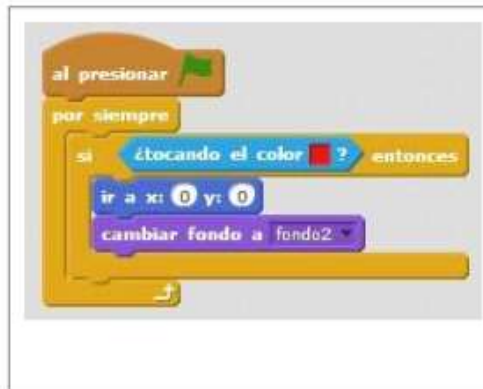 al presionar
por siempre
si ¿tocando el color ? entonces
ir a x: 0 y: 0
cambiar fondo a fondo2